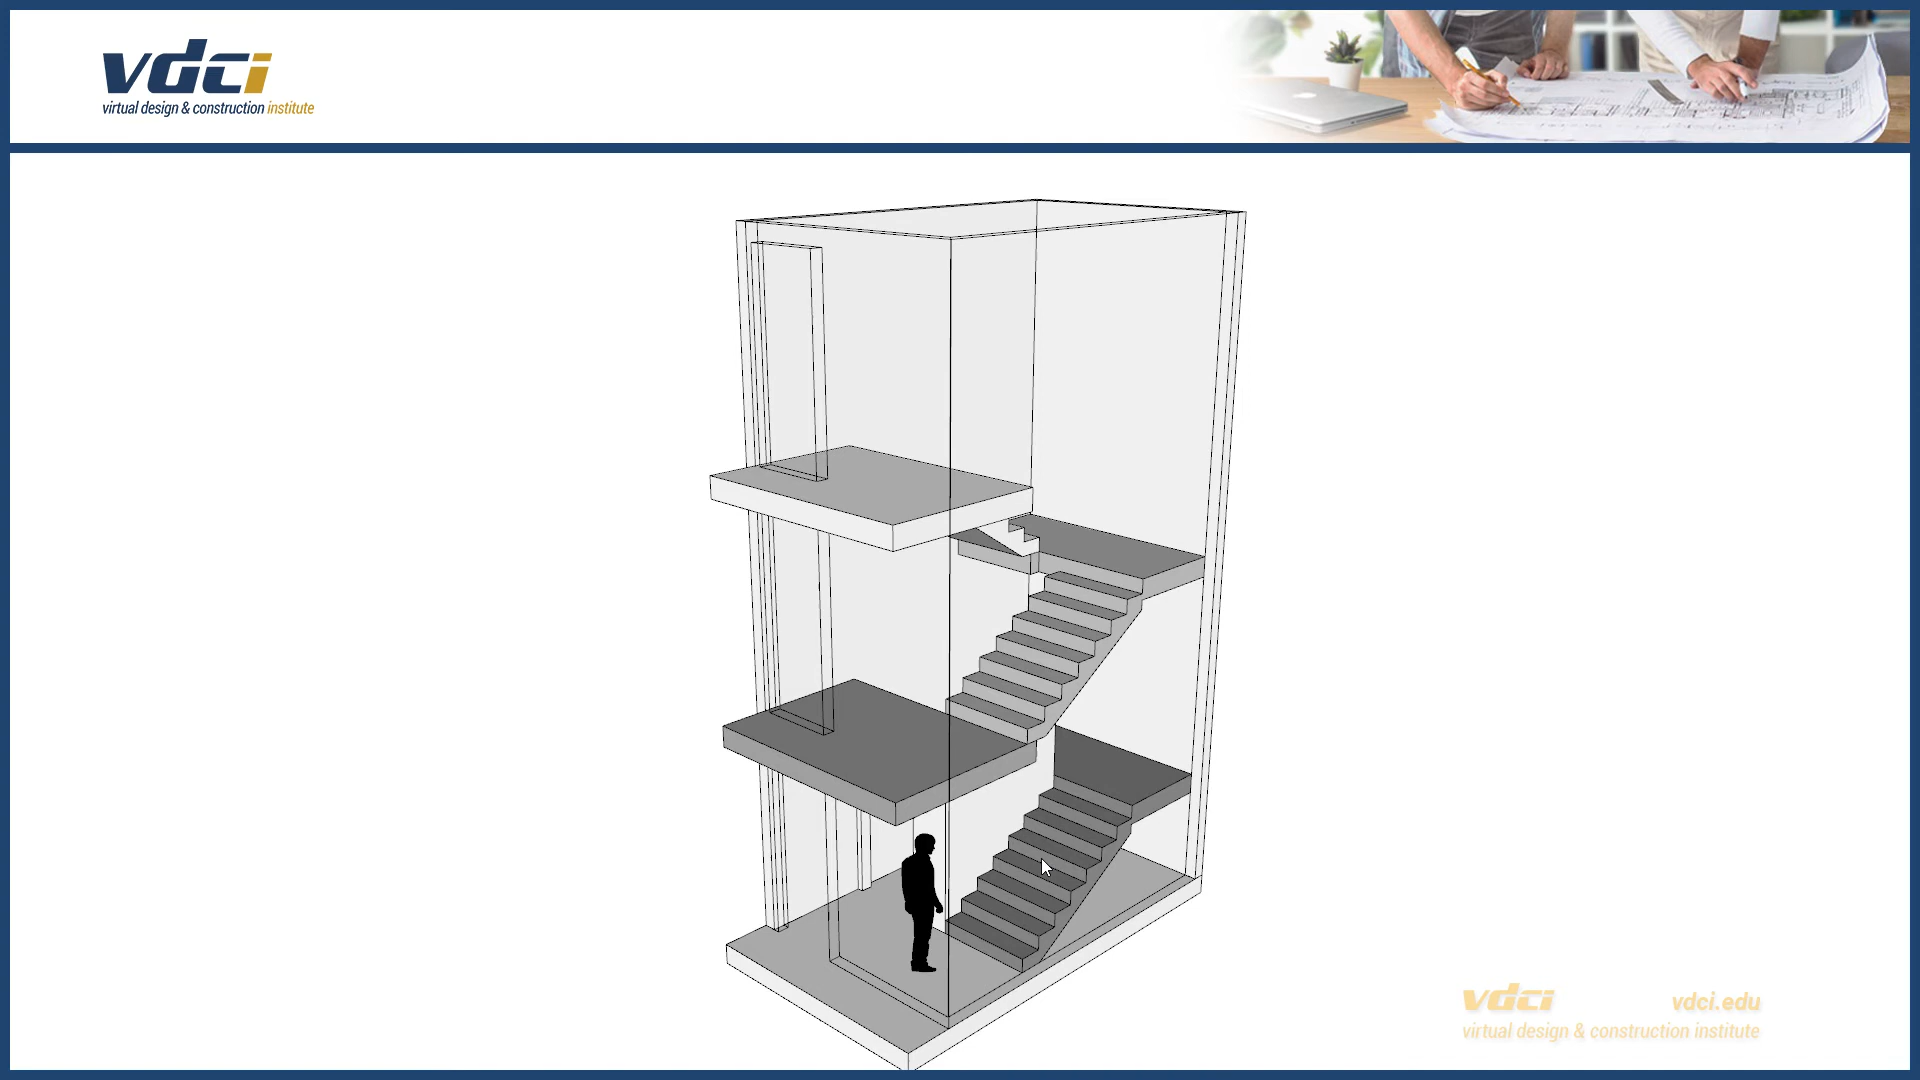 vdci
virtual design & construction institute
vdci
vdci.edu
virtual design & construction institute